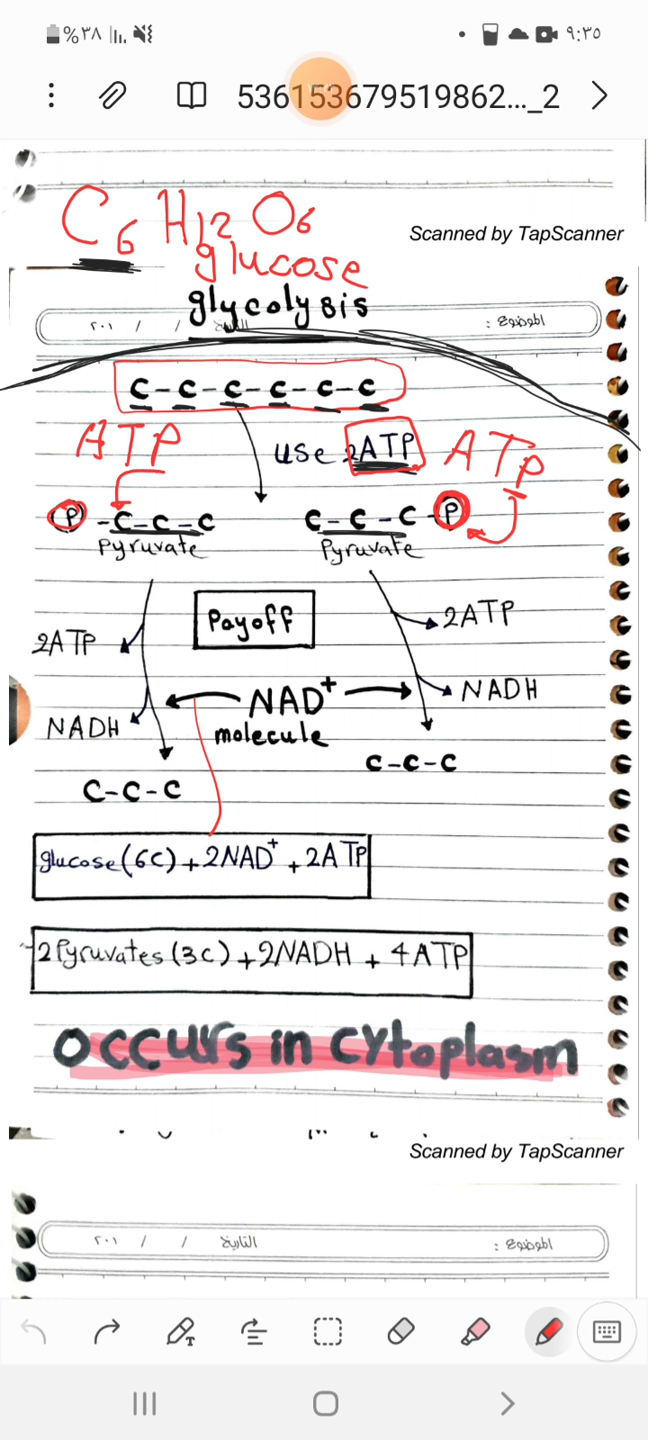 %٣٨ ٩:٣٥
536153679519862..._2
C6 H12 O6
glucose
Scanned by TapScanner
glycolysis
٢٠١ / / الموضوع :
C-C-C-C-C-C
ATP use 2ATP ATP
P -C-C-C C-C-C-P
Pyruvate Pyruvate
Payoff
2ATP 2ATP
NAD+ NADH
NADH molecule
C-C-C
C-C-C
glucose(6C)+2NAD+ +2ATP
2Pyruvates(3C)+2NADH + 4ATP
occurs in cytoplasm
Scanned by TapScanner
٢٠١ / / التاريخ الموضوع :
T